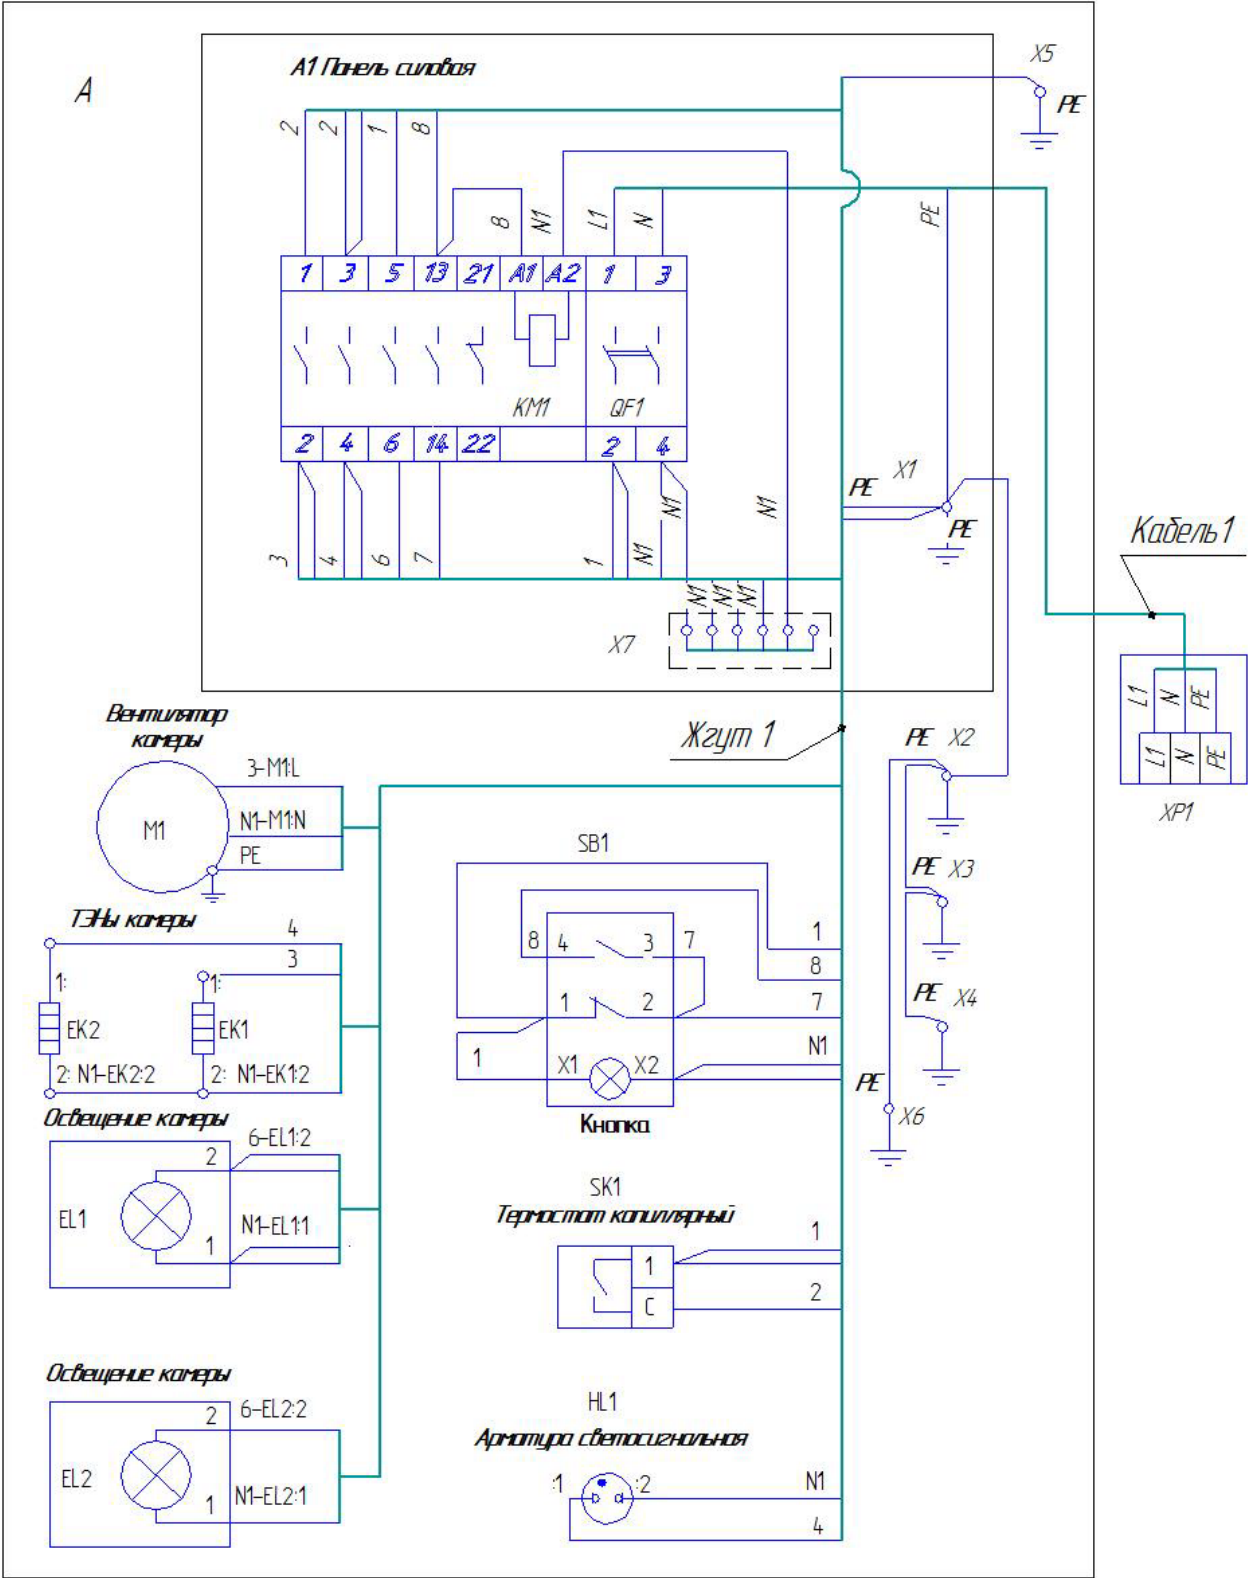 А
А1 Панель силовая
X5
PE
2
2
1
8
8
N1
L1
N
PE
1 3 5 13 21 A1 A2 1 3
KM1
QF1
2 4 6 14 22 2 4
3
4
6
7
1
N1
N1
N1
PE
X1
PE
N1
N1
N1
X7
Кабель1
L1
N
PE
L1
N
PE
XP1
Жгут 1
Вентилятор
камеры
M1
3-M1:L
N1-M1:N
PE
PE X2
PE X3
PE X4
PE
X6
ТЭНы камеры
4
3
1:
1:
EK2
EK1
2: N1-EK2:2
2: N1-EK1:2
SB1
8 4 3 7
1 2
1
X1 X2
1
8
7
N1
Кнопка
Освещение камеры
6-EL1:2
2
EL1
N1-EL1:1
1
SK1
Термостат капиллярный
1
C
1
2
Освещение камеры
6-EL2:2
2
EL2
N1-EL2:1
1
HL1
Арматура светосигнальная
:1 :2
N1
4